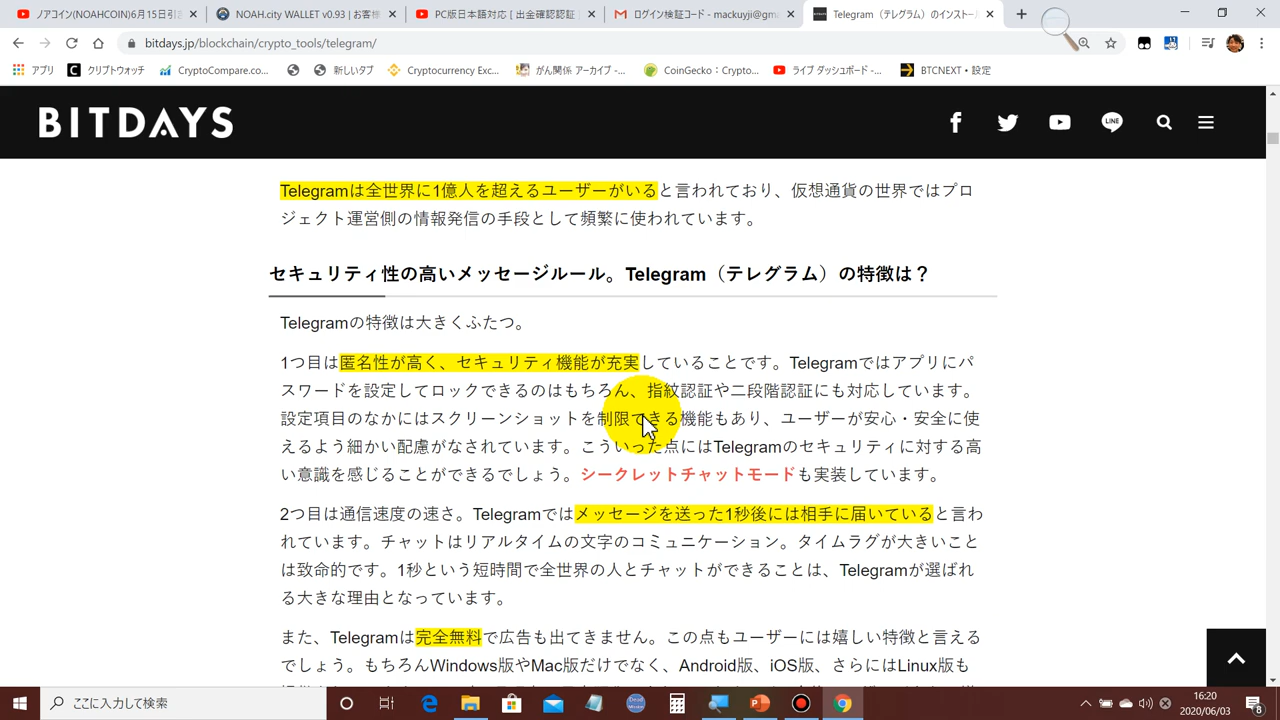 ノアコイン(NOAHCOIN)6月15日引き
NOAH.ch WALLET v0.93 | お客様
PC版日本語対応 [ 出金確認認証
ログイン検証コード - mackuyji@gm
Telegram（テレグラム）のインストー
bitdays.jp/blockchain/crypto_tools/telegram/
アプリ
クリプトウォッチ
CryptoCompare.co...
新しいタブ
Cryptocurrency Exc...
がん関係 アーカイブ -...
CoinGecko：Crypto...
ライブ ダッシュボード -...
BTCNEXT・設定
BITDAYS
LINE
Telegramは全世界に1億人を超えるユーザーがいると言われており、仮想通貨の世界ではプロ
ジェクト運営側の情報発信の手段として頻繁に使われています。
セキュリティ性の高いメッセージルール。Telegram（テレグラム）の特徴は？
Telegramの特徴は大きくふたつ。
1つ目は匿名性が高く、セキュリティ機能が充実していることです。Telegramではアプリにパ
スワードを設定してロックできるのはもちろん、指紋認証や二段階認証にも対応しています。
設定項目のなかにはスクリーンショットを制限できる機能もあり、ユーザーが安心・安全に使
えるよう細かい配慮がなされています。こういった点にはTelegramのセキュリティに対する高
い意識を感じることができるでしょう。シークレットチャットモードも実装しています。
2つ目は通信速度の速さ。Telegramではメッセージを送った1秒後には相手に届いていると言わ
れています。チャットはリアルタイムの文字のコミュニケーション。タイムラグが大きいこと
は致命的です。1秒という短時間で全世界の人とチャットができることは、Telegramが選ばれ
る大きな理由となっています。
また、Telegramは完全無料で広告も出てきません。この点もユーザーには嬉しい特徴と言える
でしょう。もちろんWindows版やMac版だけでなく、Android版、iOS版、さらにはLinux版も
ここに入力して検索
16:20
2020/06/03
8